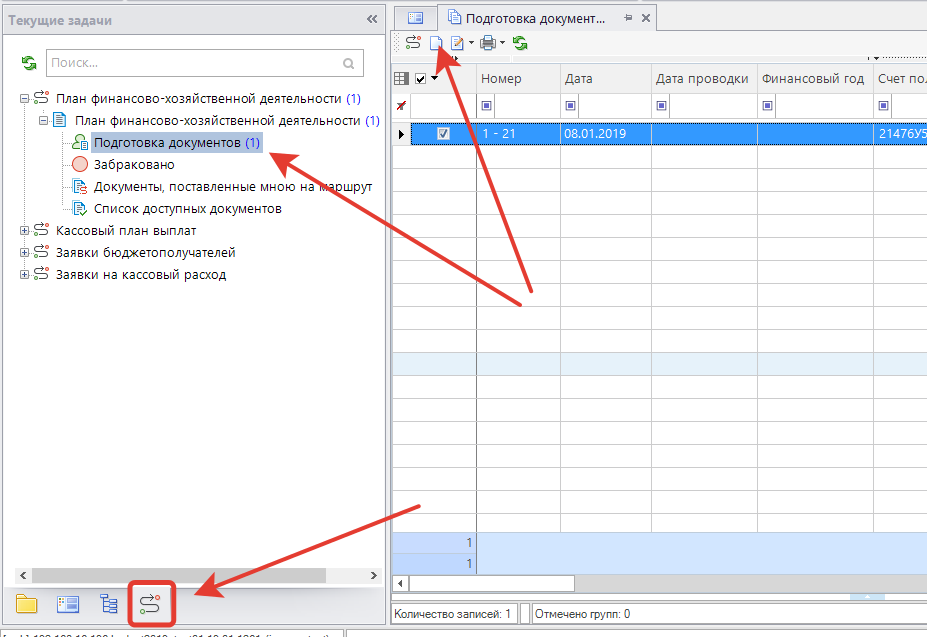 Текущие задачи
Поиск...
План финансово-хозяйственной деятельности (1)
План финансово-хозяйственной деятельности (1)
Подготовка документов (1)
Забраковано
Документы, поставленные мною на маршрут
Список доступных документов
Кассовый план выплат
Заявки бюджетополучателей
Заявки на кассовый расход
Подготовка документ...
Номер Дата Дата проводки Финансовый год Счет пол
1 - 21 08.01.2019 21476У5
1
1
Количество записей: 1 Отмечено групп: 0